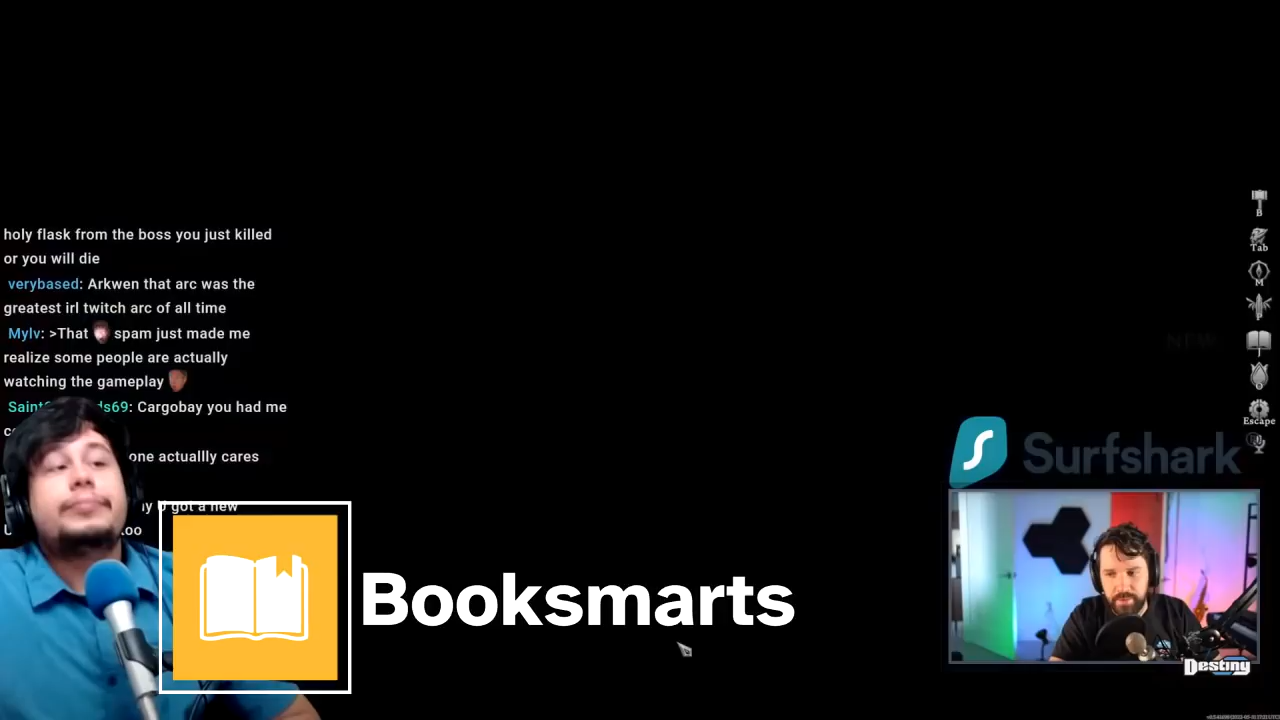 holy flask from the boss you just killed
or you will die
verybased: Arkwen that arc was the
greatest irl twitch arc of all time
Mylv: >That spam just made me
realize some people are actually
watching the gameplay
ds69: Cargobay you had me
one actuallly cares
got a new
Booksmarts
NEW
B
Tab
M
P
J
O
Escape
Surfshark
Destiny